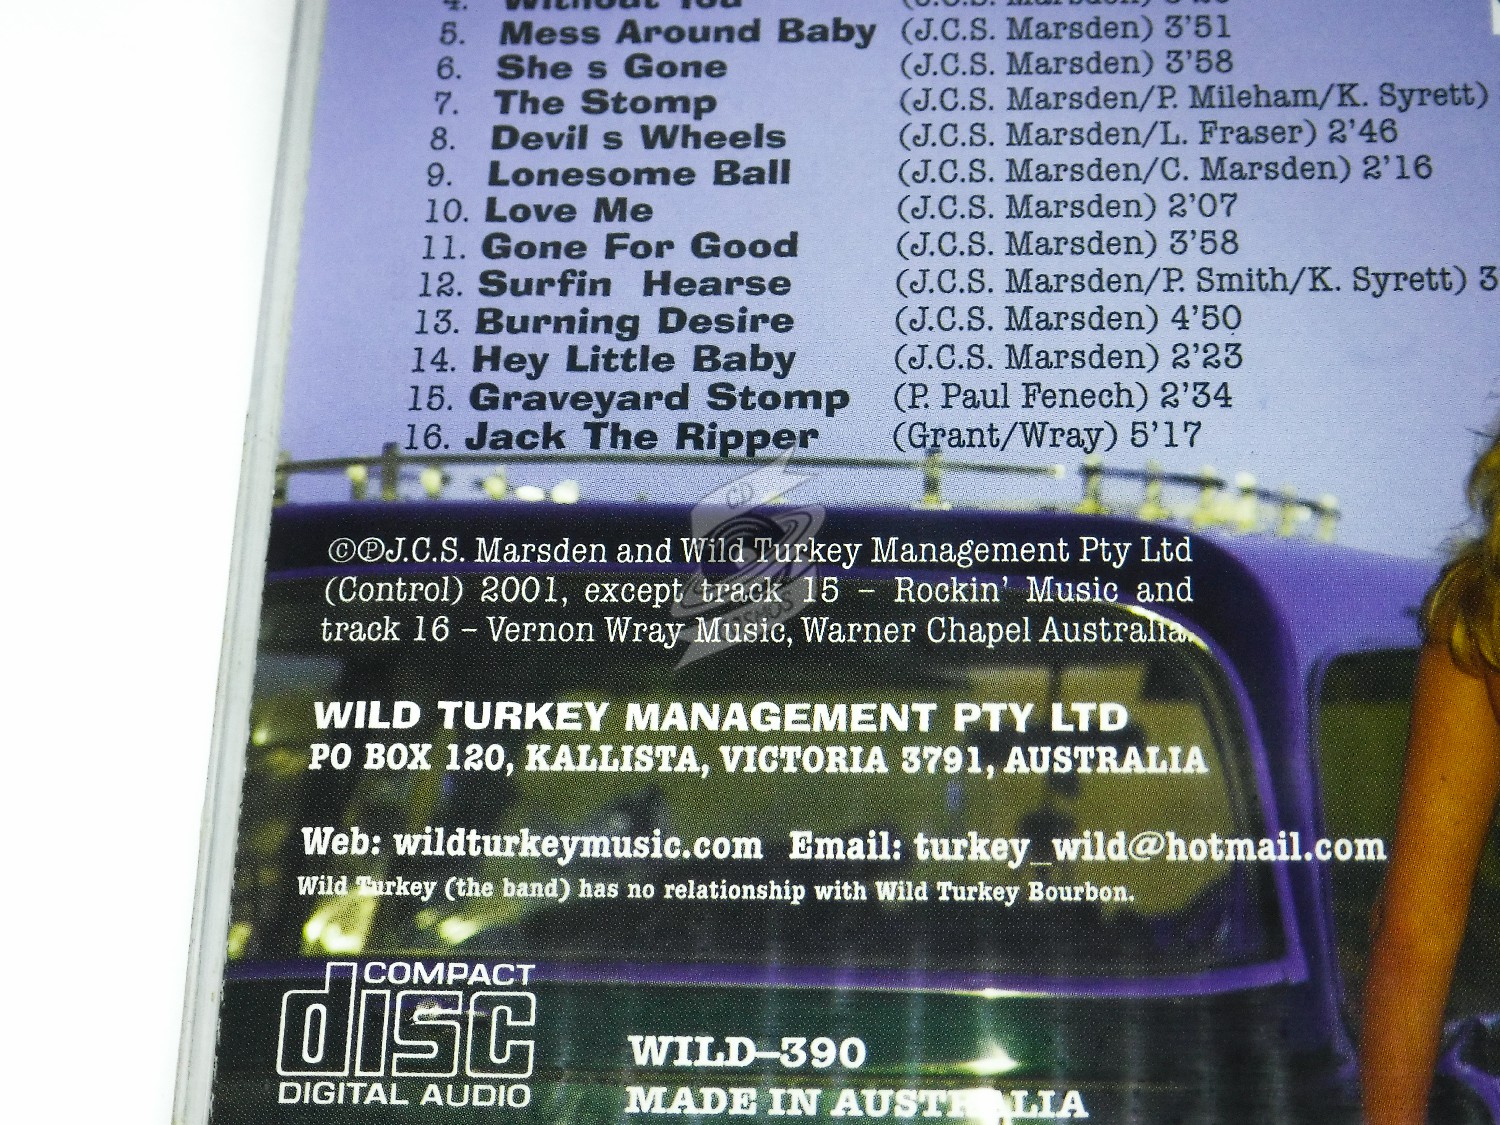 4. Without You (J.C.S. Marsden)
5. Mess Around Baby (J.C.S. Marsden) 3'51
6. She s Gone (J.C.S. Marsden) 3'58
7. The Stomp (J.C.S. Marsden/P. Mileham/K. Syrett)
8. Devil s Wheels (J.C.S. Marsden/L. Fraser) 2'46
9. Lonesome Ball (J.C.S. Marsden/C. Marsden) 2'16
10. Love Me (J.C.S. Marsden) 2'07
11. Gone For Good (J.C.S. Marsden) 3'58
12. Surfin Hearse (J.C.S. Marsden/P. Smith/K. Syrett) 3
13. Burning Desire (J.C.S. Marsden) 4'50
14. Hey Little Baby (J.C.S. Marsden) 2'23
15. Graveyard Stomp (P. Paul Fenech) 2'34
16. Jack The Ripper (Grant/Wray) 5'17
CD
©℗J.C.S. Marsden and Wild Turkey Management Pty Ltd
(Control) 2001, except track 15 – Rockin' Music and
track 16 – Vernon Wray Music, Warner Chapel Australia.
WILD TURKEY MANAGEMENT PTY LTD
PO BOX 120, KALLISTA, VICTORIA 3791, AUSTRALIA
Web: wildturkeymusic.com Email: turkey_wild@hotmail.com
Wild Turkey (the band) has no relationship with Wild Turkey Bourbon.
COMPACT
disc
DIGITAL AUDIO
WILD–390
MADE IN AUSTRALIA